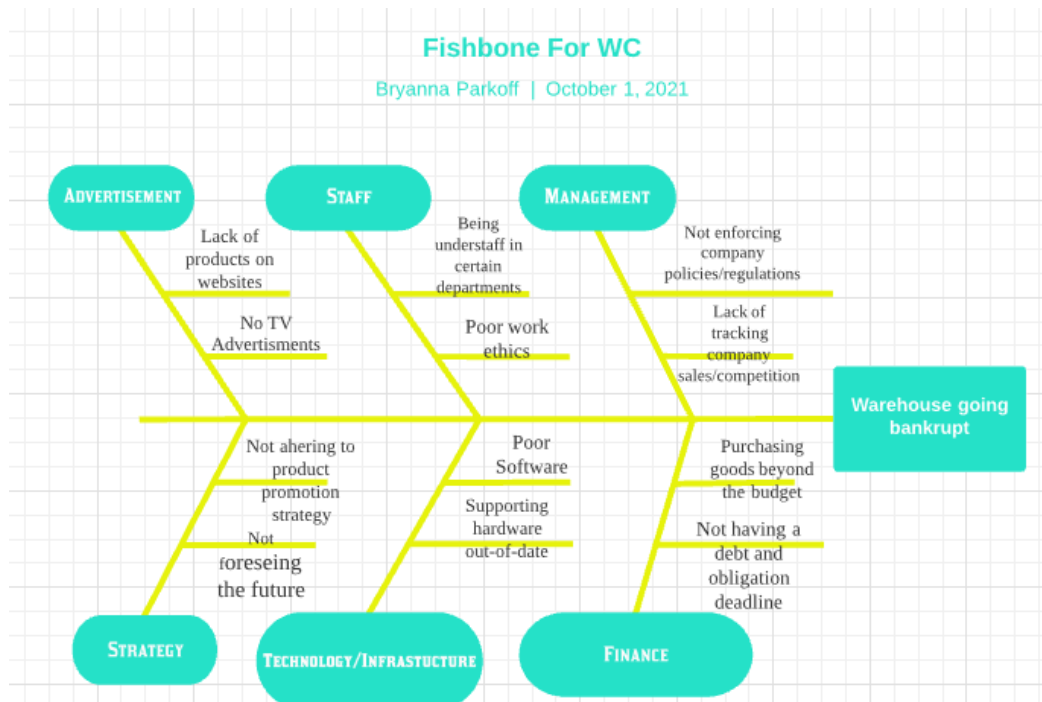 Fishbone For WC
Bryanna Parkoff | October 1, 2021
ADVERTISEMENT
STAFF
MANAGEMENT
Lack of
products on
websites
No TV
Advertisments
Being
understaff in
certain
departments
Poor work
ethics
Not enforcing
company
policies/regulations
Lack of
tracking
company
sales/competition
Warehouse going
bankrupt
Not ahering to
product
promotion
strategy
Not
foreseing
the future
Poor
Software
Supporting
hardware
out-of-date
Purchasing
goods beyond
the budget
Not having a
debt and
obligation
deadline
STRATEGY
TECHNOLOGY/INFRASTUCTURE
FINANCE